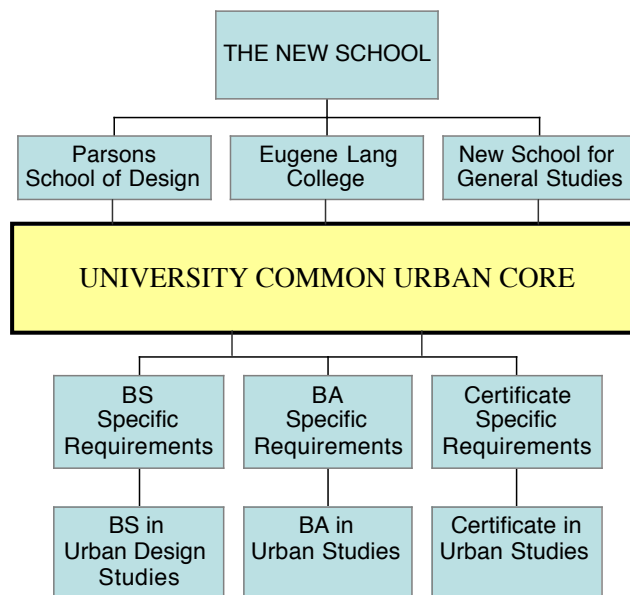 THE NEW SCHOOL
Parsons
School of Design
Eugene Lang
College
New School for
General Studies
UNIVERSITY COMMON URBAN CORE
BS
Specific
Requirements
BA
Specific
Requirements
Certificate
Specific
Requirements
BS in
Urban Design
Studies
BA in
Urban Studies
Certificate in
Urban Studies